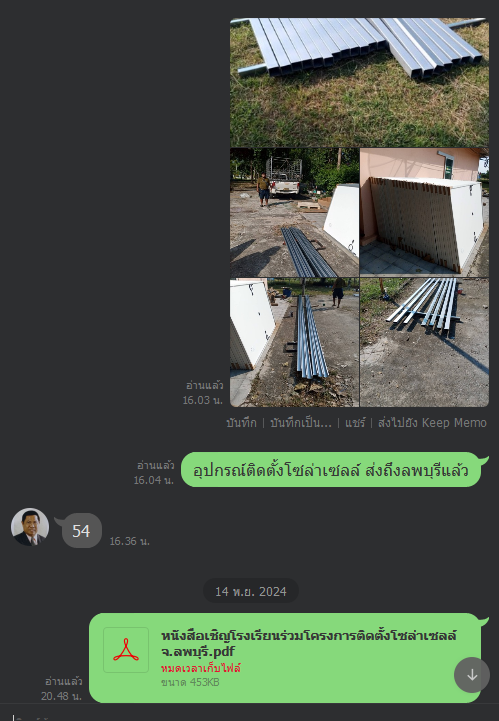 อ่านแล้ว
16.03 น.
บันทึก | บันทึกเป็น... | แชร์ | ส่งไปยัง Keep Memo
อ่านแล้ว
16.04 น.
อุปกรณ์ติดตั้งโซล่าเซลล์ ส่งถึงลพบุรีแล้ว
54
16.36 น.
14 พ.ย. 2024
หนังสือเชิญโรงเรียนร่วมโครงการติดตั้งโซล่าเซลล์
จ.ลพบุรี.pdf
หมดเวลาเก็บไฟล์
ขนาด 453KB
อ่านแล้ว
20.48 น.